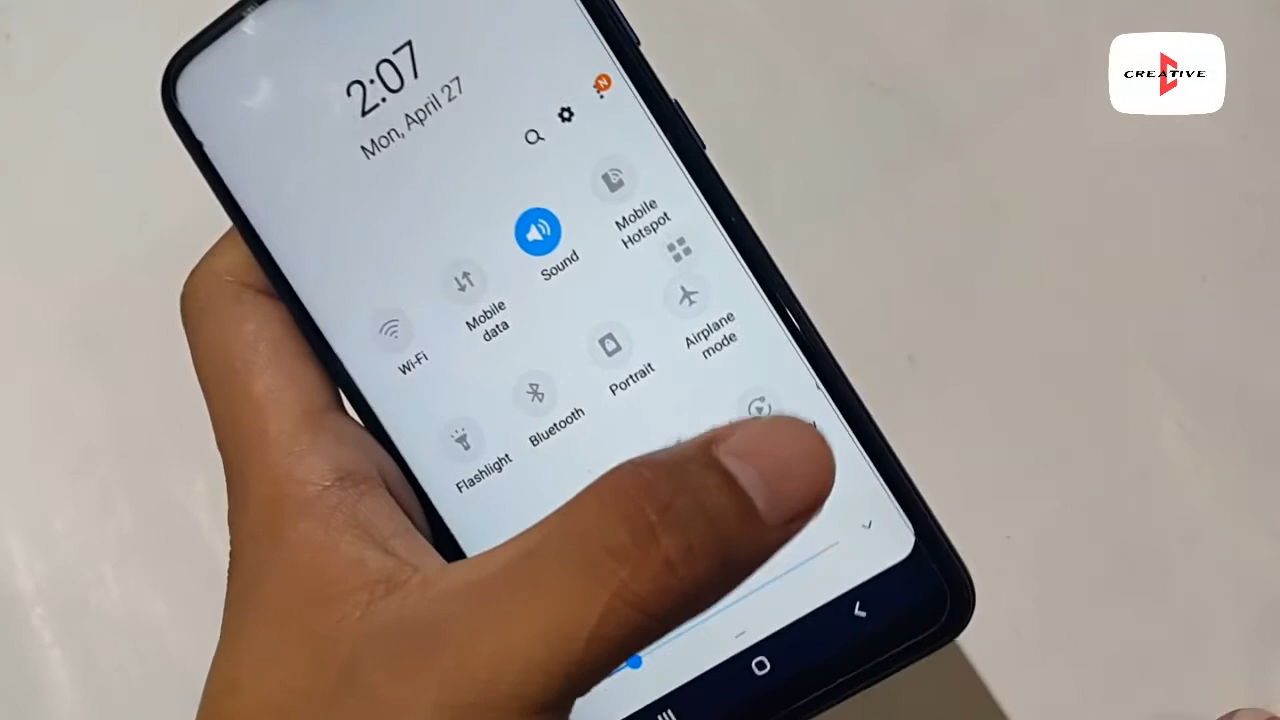 2:07
Mon, April 27
N
CREATIVE
Wi-Fi
Mobile
data
Sound
Mobile
Hotspot
Flashlight
Bluetooth
Portrait
Airplane
mode